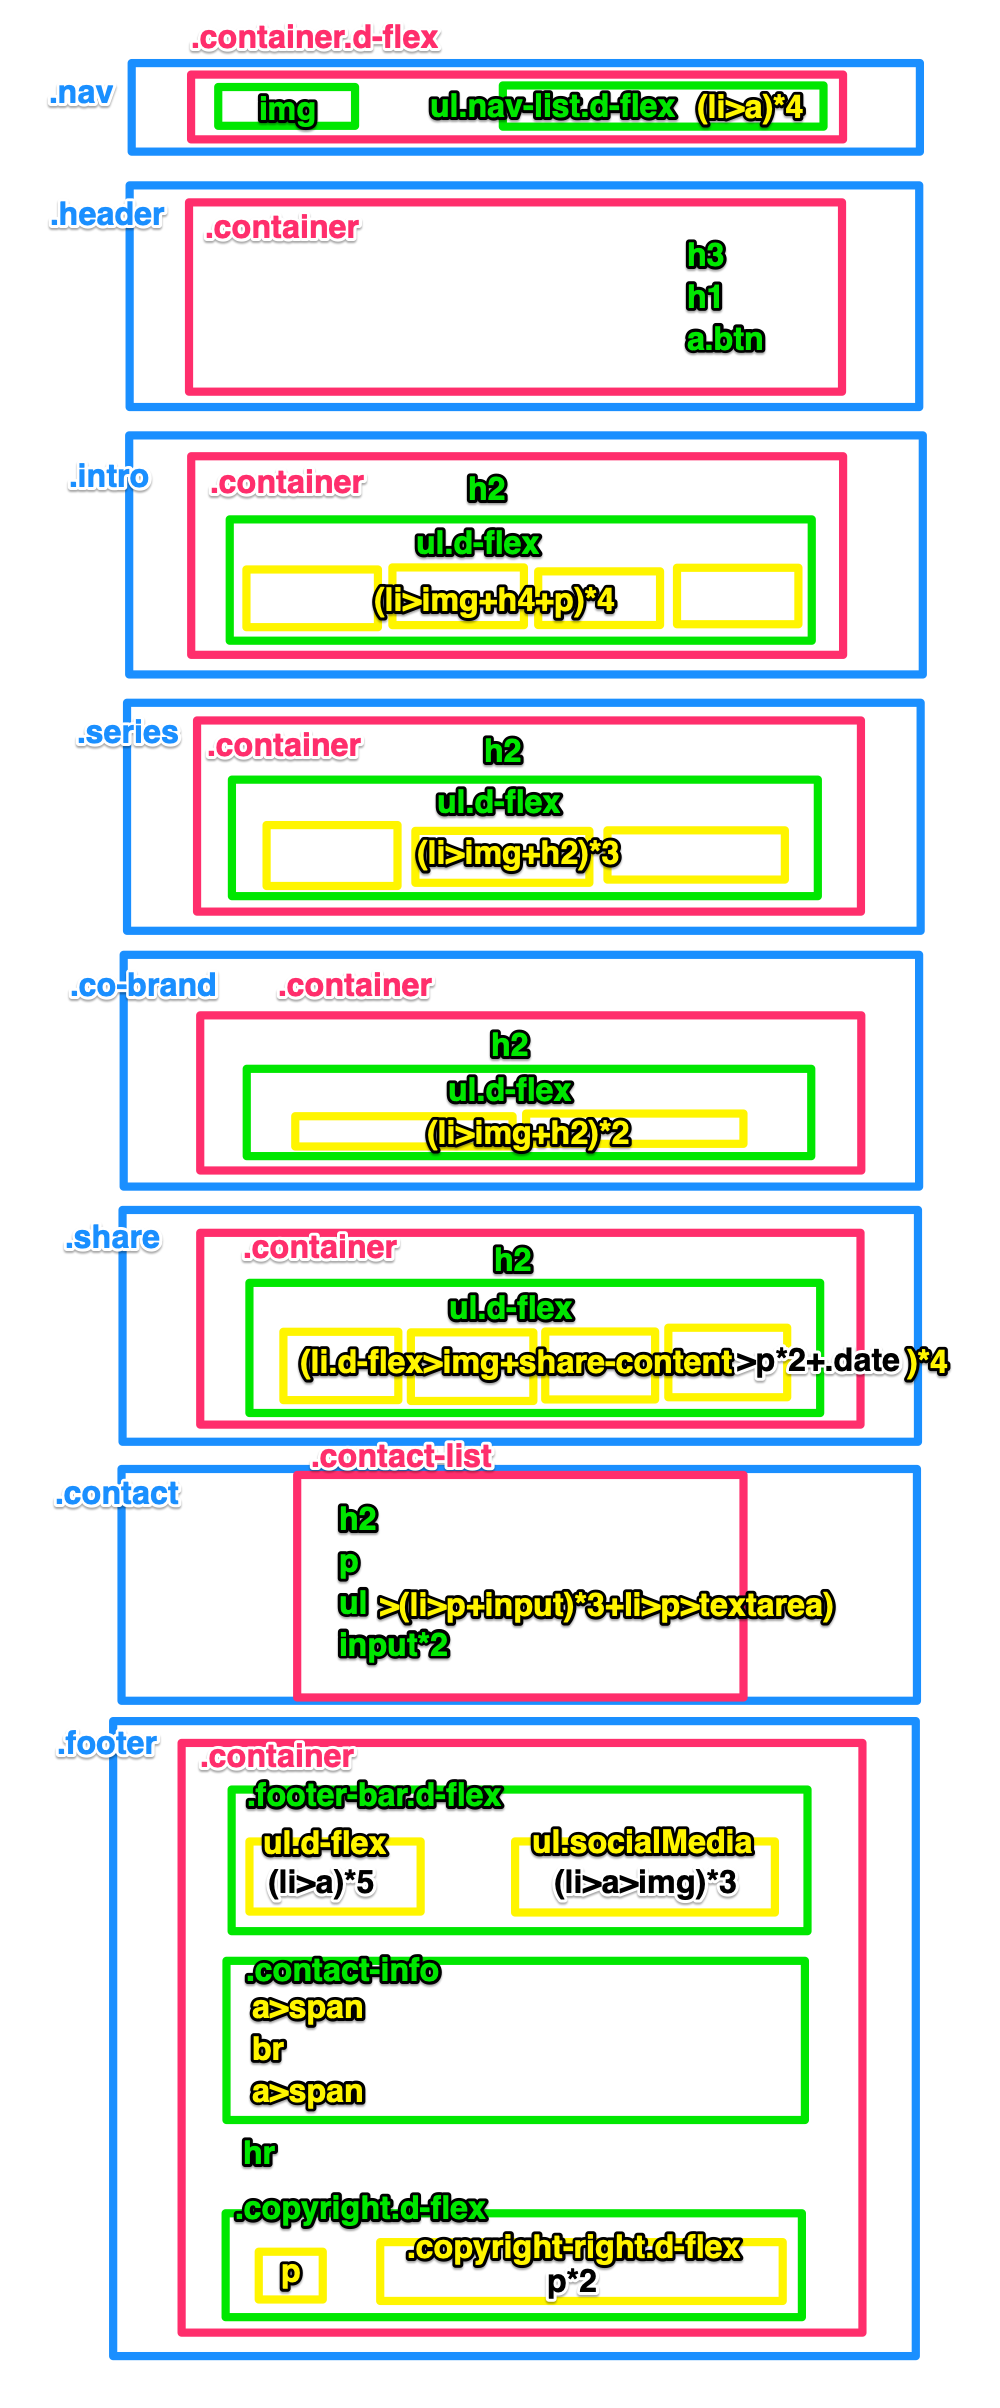 .container.d-flex
.nav
img
ul.nav-list.d-flex (li>a)*4
.header
.container
h3
h1
a.btn
.intro
.container
h2
ul.d-flex
(li>img+h4+p)*4
.series
.container
h2
ul.d-flex
(li>img+h2)*3
.co-brand
.container
h2
ul.d-flex
(li>img+h2)*2
.share
.container
h2
ul.d-flex
(li.d-flex>img+share-content>p*2+.date )*4
.contact-list
.contact
h2
p
ul >(li>p+input)*3+li>p>textarea)
input*2
.footer
.container
.footer-bar.d-flex
ul.d-flex
(li>a)*5
ul.socialMedia
(li>a>img)*3
.contact-info
a>span
br
a>span
hr
.copyright.d-flex
p
.copyright-right.d-flex
p*2